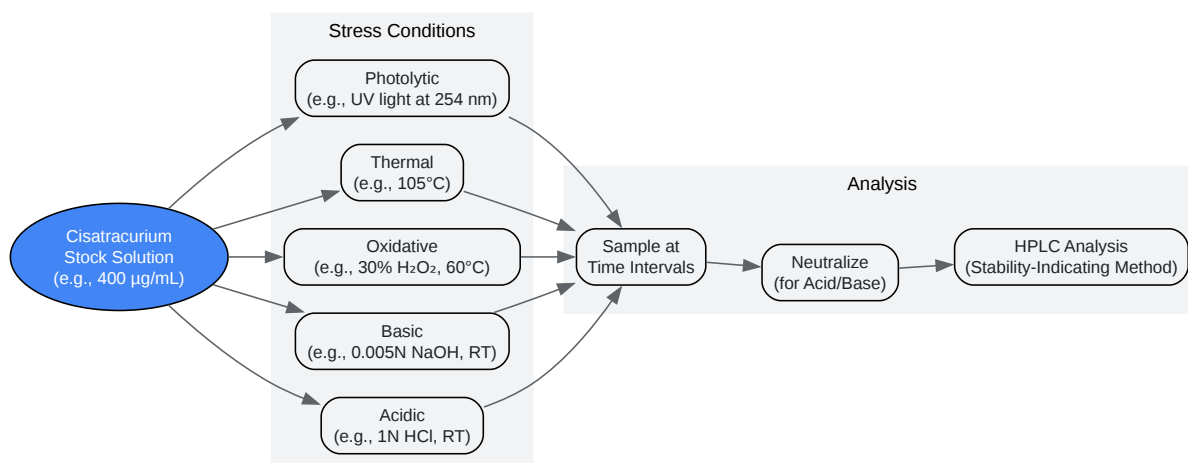 Stress Conditions
Photolytic
(e.g., UV light at 254 nm)
Thermal
(e.g., 105°C)
Analysis
Cisatracurium
Stock Solution
(e.g., 400 µg/mL)
Oxidative
(e.g., 30% H₂O₂, 60°C)
Sample at
Time Intervals
Neutralize
(for Acid/Base)
HPLC Analysis
(Stability-Indicating Method)
Basic
(e.g., 0.005N NaOH, RT)
Acidic
(e.g., 1N HCl, RT)